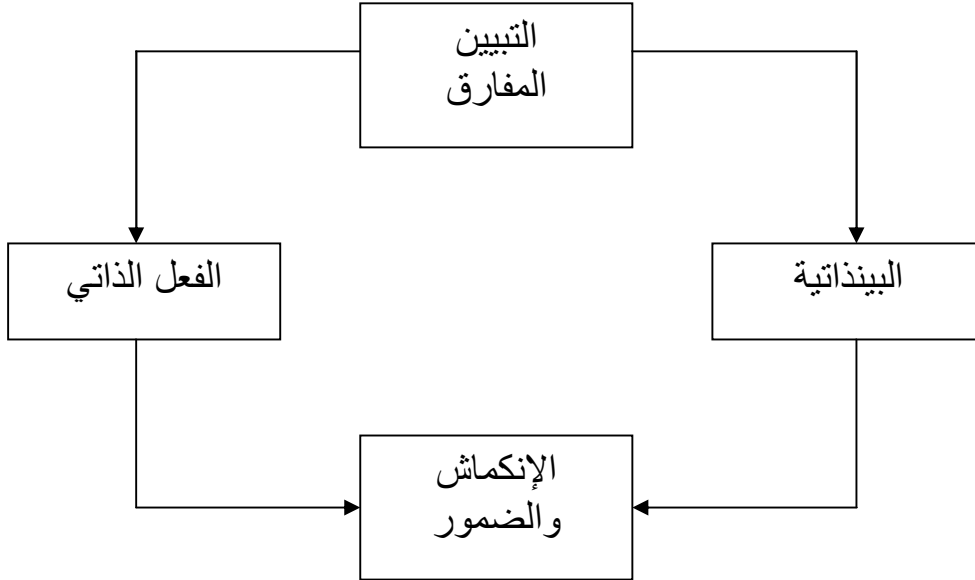 التبيين
المفارق
البينذاتية
الفعل الذاتي
الإنكماش
والضمور